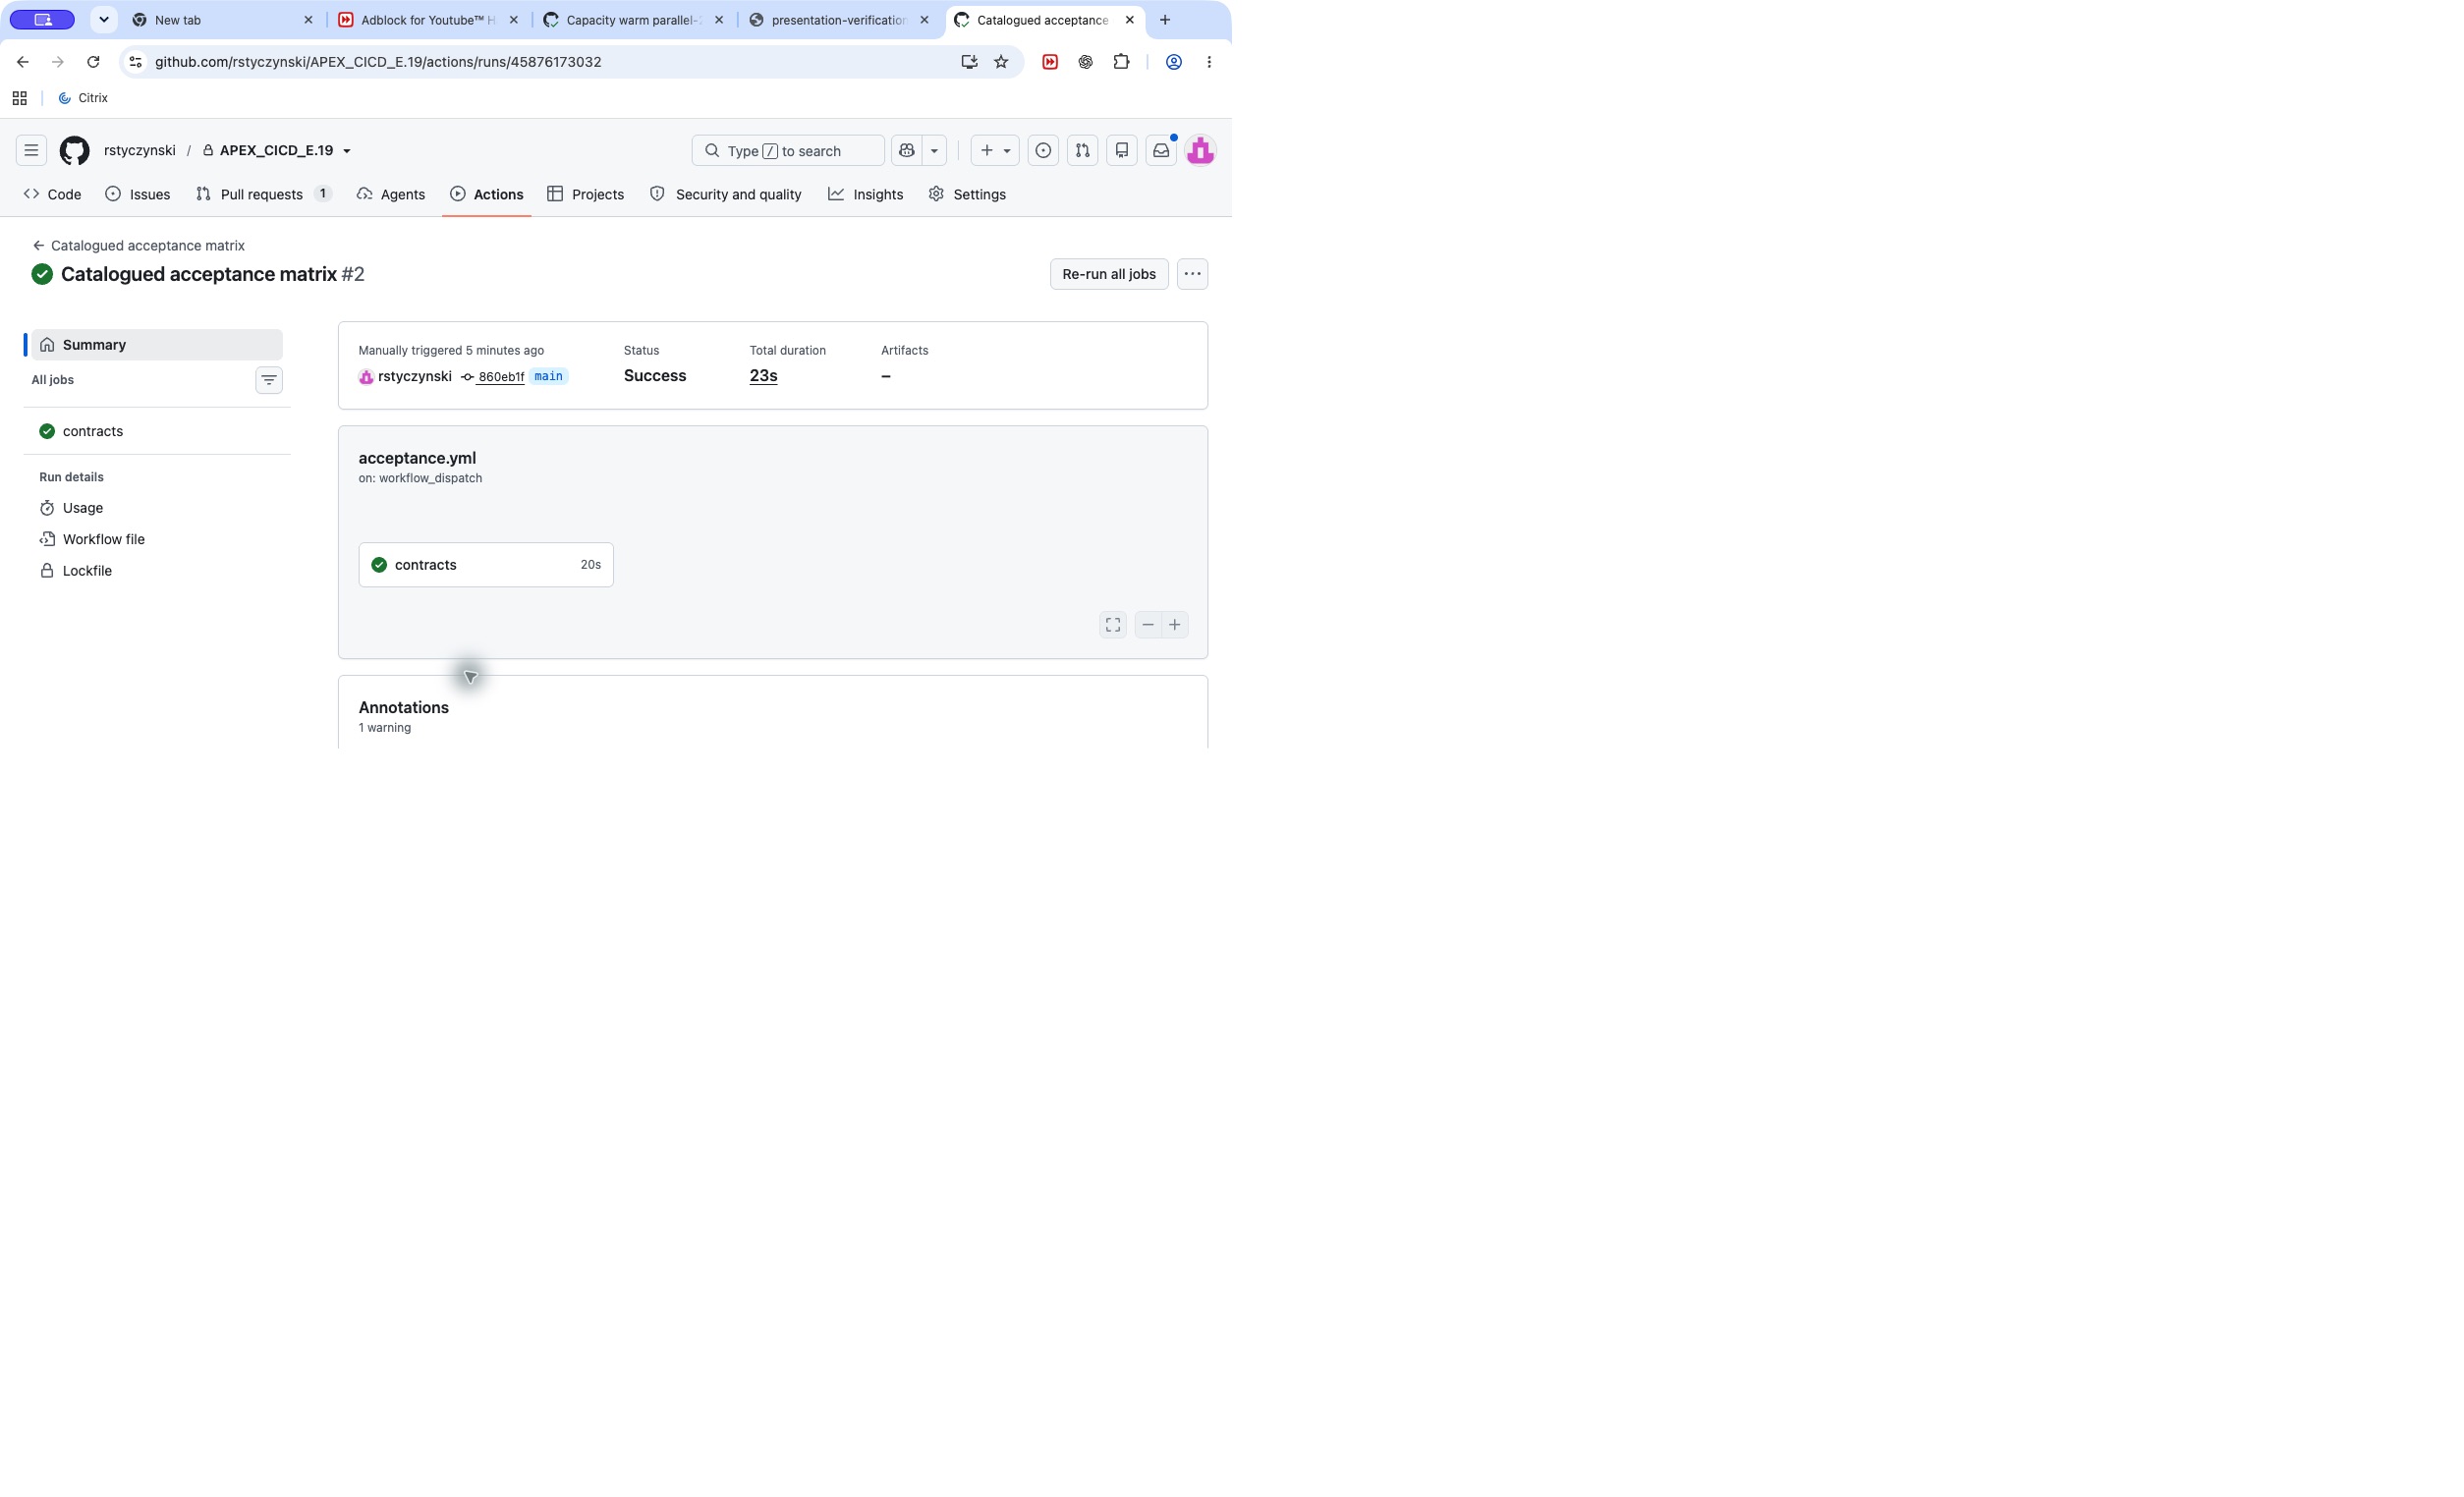 New tab
Adblock for Youtube™ H
Capacity warm parallel-2
presentation-verification
Catalogued acceptance
github.com/rstyczynski/APEX_CICD_E.19/actions/runs/45876173032
Citrix
rstyczynski / APEX_CICD_E.19
Type / to search
Code Issues Pull requests 1 Agents Actions Projects Security and quality Insights Settings
Catalogued acceptance matrix
Catalogued acceptance matrix #2
Re-run all jobs
Summary
All jobs
contracts
Run details
Usage
Workflow file
Lockfile
Manually triggered 5 minutes ago Status Total duration Artifacts
rstyczynski 860eb1f main Success 23s –
acceptance.yml
on: workflow_dispatch
contracts 20s
Annotations
1 warning